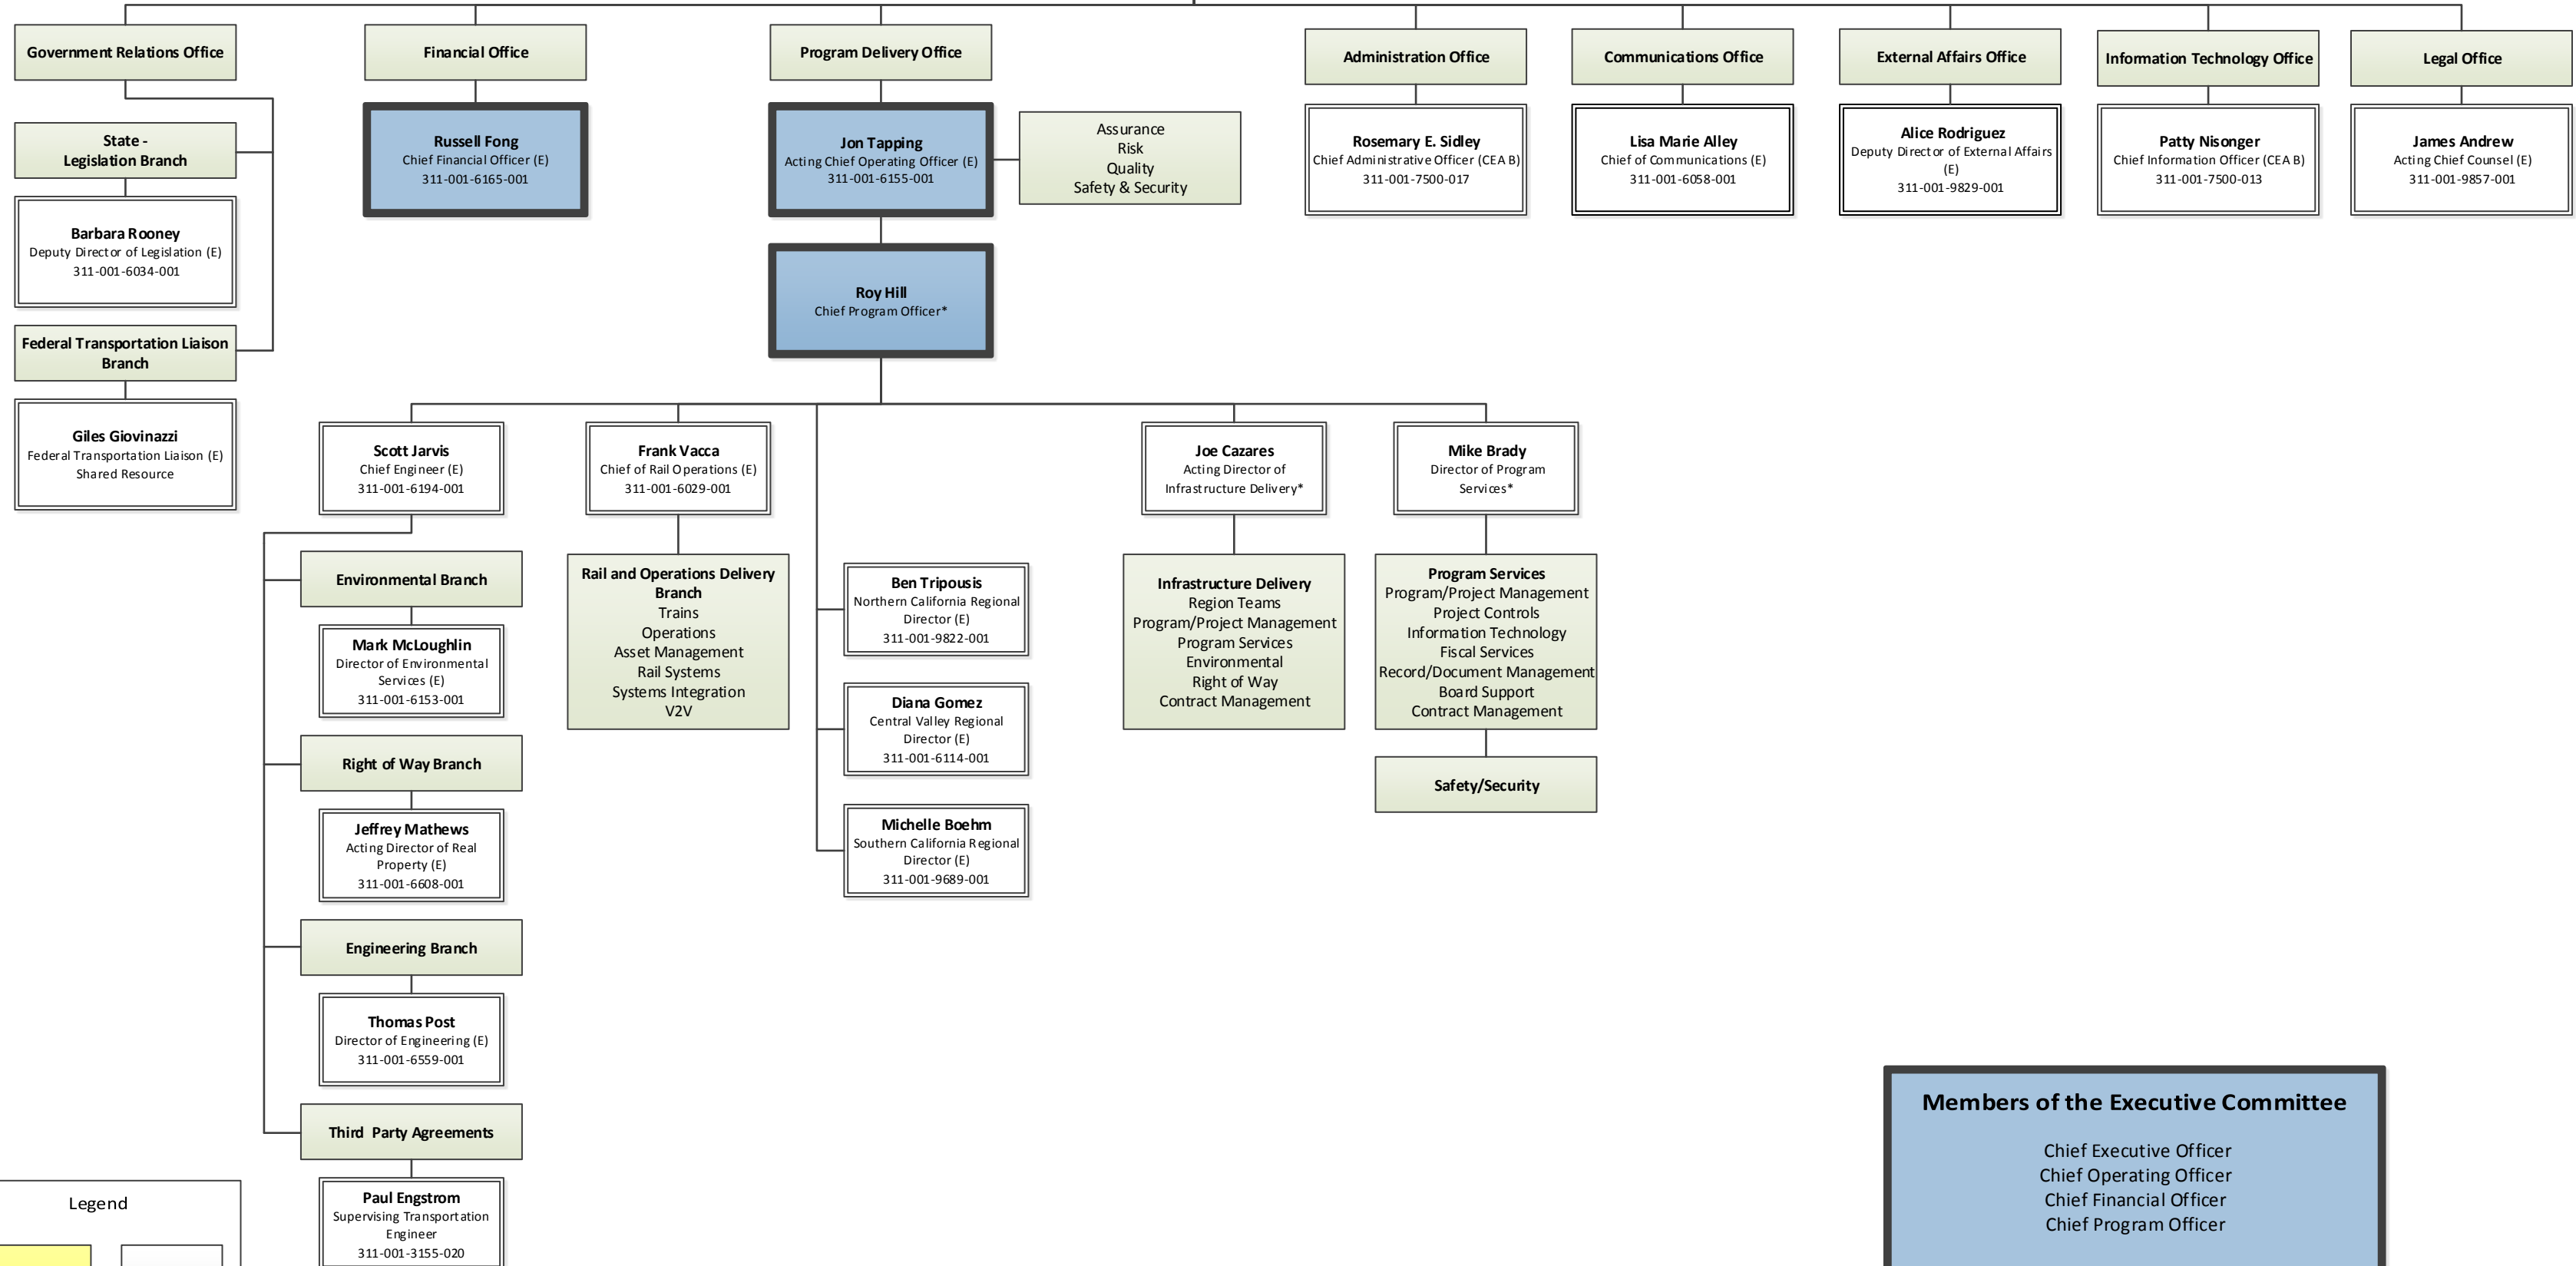 Government Relations Office
Financial Office
Program Delivery Office
Administration Office
Communications Office
External Affairs Office
Information Technology Office
Legal Office
State -
Legislation Branch
Barbara Rooney
Deputy Director of Legislation (E)
311-001-6034-001
Federal Transportation Liaison
Branch
Giles Giovinazzi
Federal Transportation Liaison (E)
Shared Resource
Russell Fong
Chief Financial Officer (E)
311-001-6165-001
Jon Tapping
Acting Chief Operating Officer (E)
311-001-6155-001
Assurance
Risk
Quality
Safety & Security
Roy Hill
Chief Program Officer*
Rosemary E. Sidley
Chief Administrative Officer (CEA B)
311-001-7500-017
Lisa Marie Alley
Chief of Communications (E)
311-001-6058-001
Alice Rodriguez
Deputy Director of External Affairs
(E)
311-001-9829-001
Patty Nisonger
Chief Information Officer (CEA B)
311-001-7500-013
James Andrew
Acting Chief Counsel (E)
311-001-9857-001
Scott Jarvis
Chief Engineer (E)
311-001-6194-001
Environmental Branch
Mark McLoughlin
Director of Environmental
Services (E)
311-001-6153-001
Right of Way Branch
Jeffrey Mathews
Acting Director of Real
Property (E)
311-001-6608-001
Engineering Branch
Thomas Post
Director of Engineering (E)
311-001-6559-001
Third Party Agreements
Paul Engstrom
Supervising Transportation
Engineer
311-001-3155-020
Frank Vacca
Chief of Rail Operations (E)
311-001-6029-001
Rail and Operations Delivery
Branch
Trains
Operations
Asset Management
Rail Systems
Systems Integration
V2V
Ben Tripousis
Northern California Regional
Director (E)
311-001-9822-001
Diana Gomez
Central Valley Regional
Director (E)
311-001-6114-001
Michelle Boehm
Southern California Regional
Director (E)
311-001-9689-001
Joe Cazares
Acting Director of
Infrastructure Delivery*
Infrastructure Delivery
Region Teams
Program/Project Management
Program Services
Environmental
Right of Way
Contract Management
Mike Brady
Director of Program
Services*
Program Services
Program/Project Management
Project Controls
Information Technology
Fiscal Services
Record/Document Management
Board Support
Contract Management
Safety/Security
Legend
Members of the Executive Committee
Chief Executive Officer
Chief Operating Officer
Chief Financial Officer
Chief Program Officer